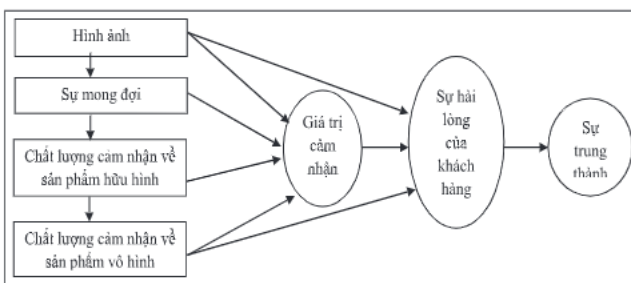 Hình ảnh
Sự mong đợi
Chất lượng cảm nhận về
sản phẩm hữu hình
Chất lượng cảm nhận về
sản phẩm vô hình
Giá trị
cảm
nhận
Sự hài
lòng
của
khách
hàng
Sự
trung
thành